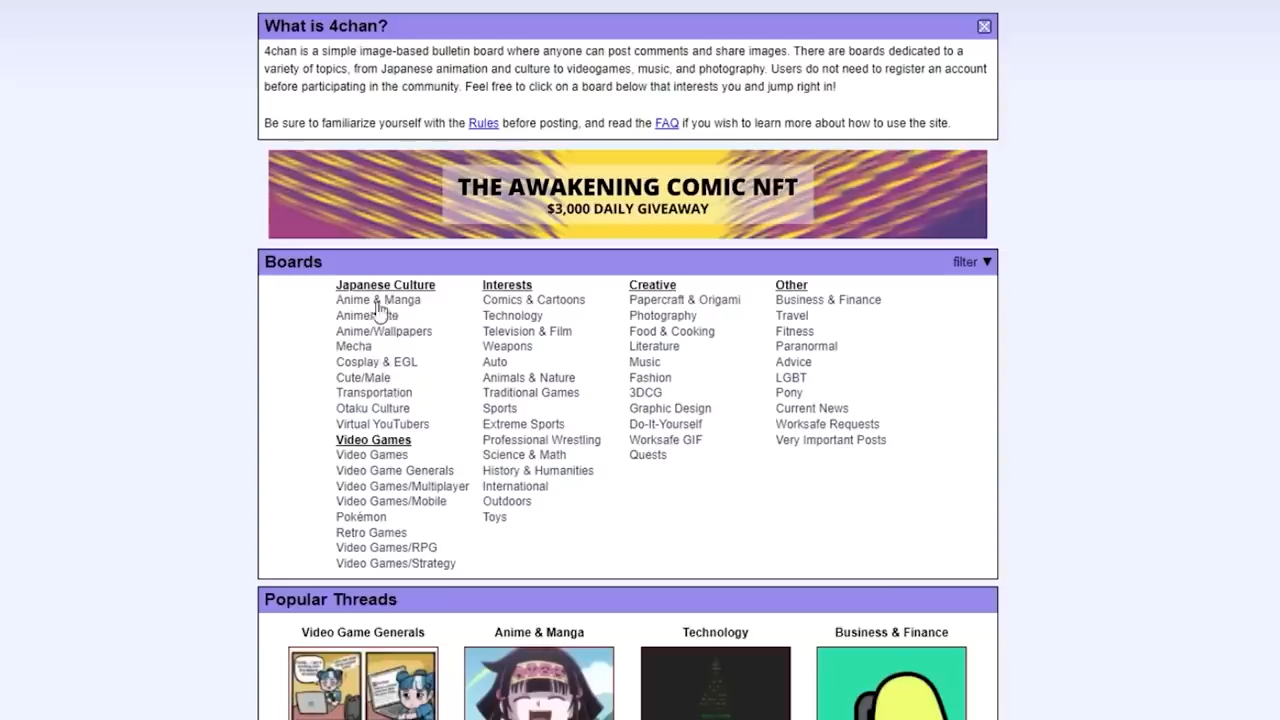 What is 4chan?
4chan is a simple image-based bulletin board where anyone can post comments and share images. There are boards dedicated to a
variety of topics, from Japanese animation and culture to videogames, music, and photography. Users do not need to register an account
before participating in the community. Feel free to click on a board below that interests you and jump right in!
Be sure to familiarize yourself with the Rules before posting, and read the FAQ if you wish to learn more about how to use the site.
THE AWAKENING COMIC NFT
$3,000 DAILY GIVEAWAY
Boards
filter ▼
Japanese Culture
Anime & Manga
Anime/Wallpapers
Mecha
Cosplay & EGL
Cute/Male
Transportation
Otaku Culture
Virtual YouTubers
Video Games
Video Games
Video Game Generals
Video Games/Multiplayer
Video Games/Mobile
Pokémon
Retro Games
Video Games/RPG
Video Games/Strategy
Interests
Comics & Cartoons
Technology
Television & Film
Weapons
Auto
Animals & Nature
Traditional Games
Sports
Extreme Sports
Professional Wrestling
Science & Math
History & Humanities
International
Outdoors
Toys
Creative
Papercraft & Origami
Photography
Food & Cooking
Literature
Music
Fashion
3DCG
Graphic Design
Do-It-Yourself
Worksafe GIF
Quests
Other
Business & Finance
Travel
Fitness
Paranormal
Advice
LGBT
Pony
Current News
Worksafe Requests
Very Important Posts
Popular Threads
Video Game Generals
Anime & Manga
Technology
Business & Finance